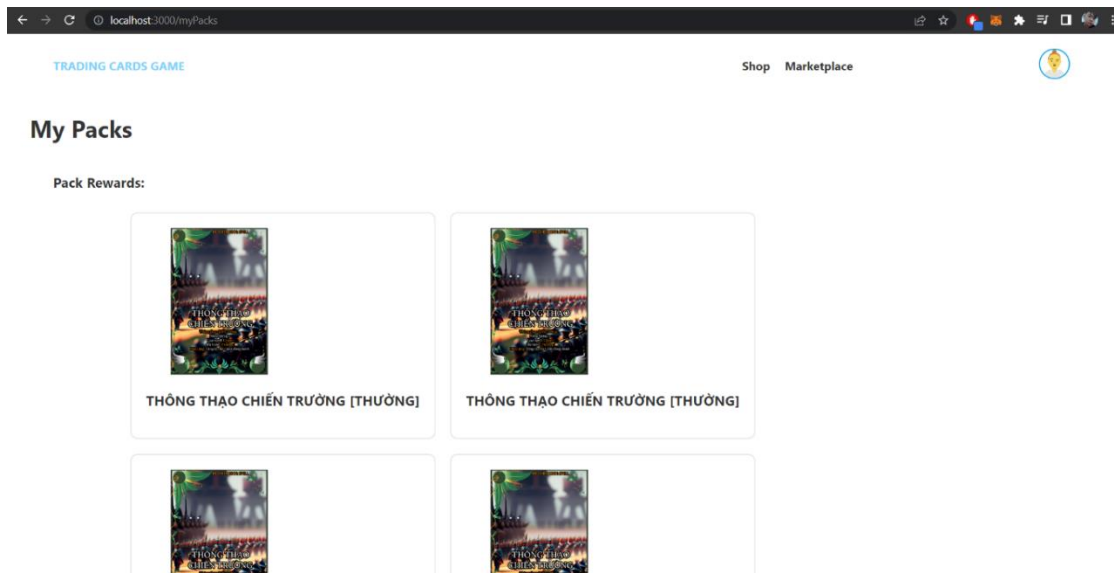 localhost:3000/myPacks
TRADING CARDS GAME
Shop Marketplace
My Packs
Pack Rewards:
THÔNG THẠO
CHIẾN TRƯỜNG
THÔNG THẠO
CHIẾN TRƯỜNG
THÔNG THẠO CHIẾN TRƯỜNG [THƯỜNG]
THÔNG THẠO CHIẾN TRƯỜNG [THƯỜNG]
THÔNG THẠO
CHIẾN TRƯỜNG
THÔNG THẠO
CHIẾN TRƯỜNG